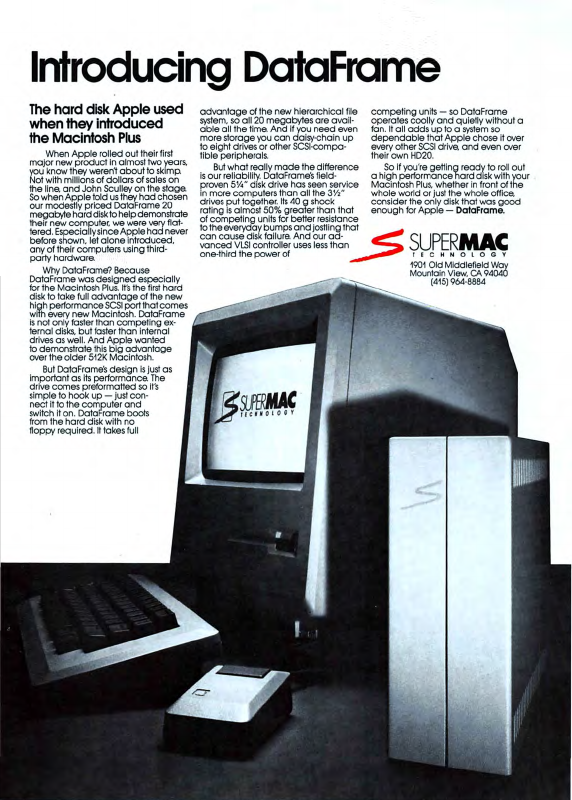 Introducing DataFrame
The hard disk Apple used
when they introduced
the Macintosh Plus
When Apple rolled out their first
major new product in almost two years,
you know they weren't about to skimp.
Not with millions of dollars of sales on
the line, and John Sculley on the stage.
So when Apple told us they had chosen
our modestly priced DataFrame 20
megabyte hard disk to help demonstrate
their new computer, we were very flat-
tered. Especially since Apple had never
before shown, let alone introduced,
any of their computers using third-
party hardware.
Why DataFrame? Because
DataFrame was designed especially
for the Macintosh Plus. It's the first hard
disk to take full advantage of the new
high performance SCSI port that comes
with every new Macintosh. DataFrame
is not only faster than competing ex-
ternal disks, but faster than internal
drives as well. And Apple wanted
to demonstrate this big advantage
over the older 512K Macintosh.
But DataFrame's design is just as
important as its performance. The
drive comes preformatted so it's
simple to hook up — just con-
nect it to the computer and
switch it on. DataFrame boots
from the hard disk with no
floppy required. It takes full
advantage of the new hierarchical file
system, so all 20 megabytes are avail-
able all the time. And if you need even
more storage you can daisy-chain up
to eight drives or other SCSI-compa-
tible peripherals.
But what really made the difference
is our reliability. DataFrame's field-
proven 5¼" disk drive has seen service
in more computers than all the 3½"
drives put together. Its 40 g shock
rating is almost 50% greater than that
of competing units for better resistance
to the everyday bumps and jostling that
can cause disk failure. And our ad-
vanced VLSI controller uses less than
one-third the power of
competing units — so DataFrame
operates coolly and quietly without a
fan. It all adds up to a system so
dependable that Apple chose it over
every other SCSI drive, and even over
their own HD20.
So if you're getting ready to roll out
a high performance hard disk with your
Macintosh Plus, whether in front of the
whole world or just the whole office,
consider the only disk that was good
enough for Apple — DataFrame.
SUPERMAC
TECHNOLOGY
1901 Old Middlefield Way
Mountain View, CA 94040
(415) 964-8884
SUPERMAC
TECHNOLOGY